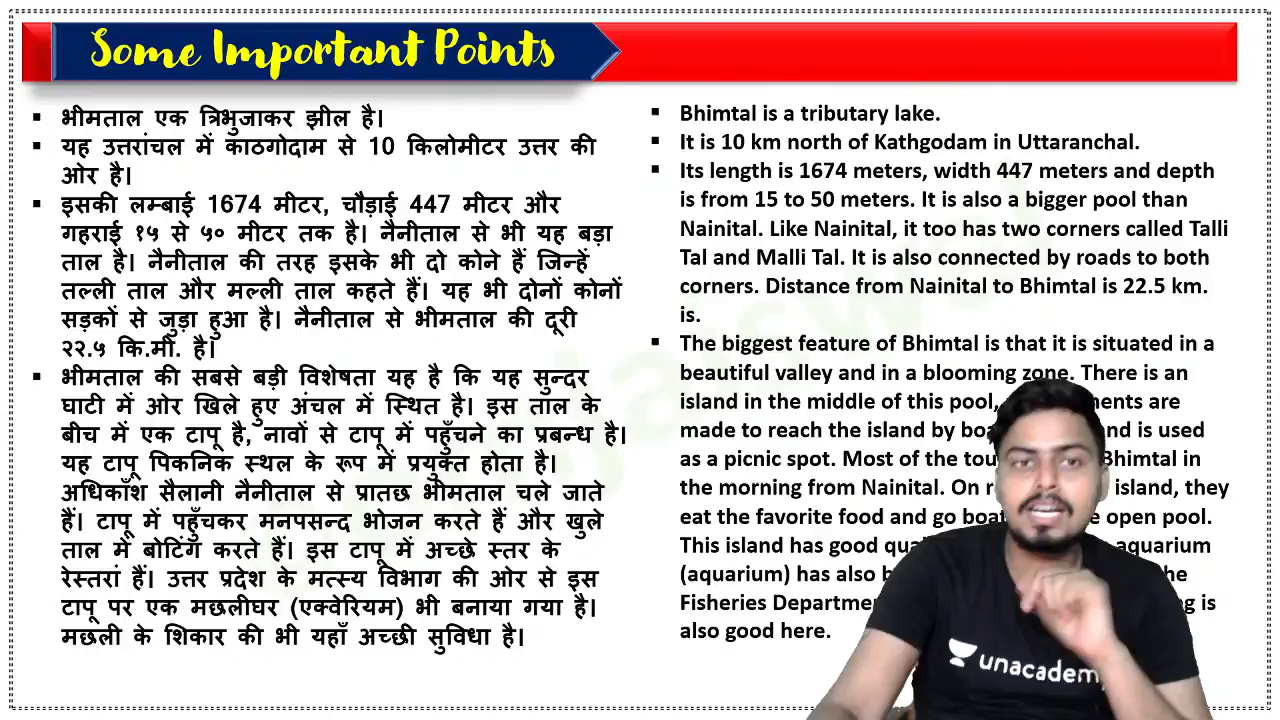 Some Important Points
भीमताल एक त्रिभुजाकर झील है।
यह उत्तरांचल में काठगोदाम से 10 किलोमीटर उत्तर की
ओर है।
इसकी लम्बाई 1674 मीटर, चौड़ाई 447 मीटर और
गहराई १५ से ५० मीटर तक है। नैनीताल से भी यह बड़ा
ताल है। नैनीताल की तरह इसके भी दो कोने हैं जिन्हें
तल्ली ताल और मल्ली ताल कहते हैं। यह भी दोनों कोनों
सड़कों से जुड़ा हुआ है। नैनीताल से भीमताल की दूरी
२२.५ कि.मी. है।
भीमताल की सबसे बड़ी विशेषता यह है कि यह सुन्दर
घाटी में ओर खिले हुए अंचल में स्थित है। इस ताल के
बीच में एक टापू है, नावों से टापू में पहुँचने का प्रबन्ध है।
यह टापू पिकनिक स्थल के रूप में प्रयुक्त होता है।
अधिकाँश सैलानी नैनीताल से प्रातछ भीमताल चले जाते
हैं। टापू में पहुँचकर मनपसन्द भोजन करते हैं और खुले
ताल में बोटिंग करते हैं। इस टापू में अच्छे स्तर के
रेस्तरां हैं। उत्तर प्रदेश के मत्स्य विभाग की ओर से इस
टापू पर एक मछलीघर (एक्वेरियम) भी बनाया गया है।
मछली के शिकार की भी यहाँ अच्छी सुविधा है।
Bhimtal is a tributary lake.
It is 10 km north of Kathgodam in Uttaranchal.
Its length is 1674 meters, width 447 meters and depth
is from 15 to 50 meters. It is also a bigger pool than
Nainital. Like Nainital, it too has two corners called Talli
Tal and Malli Tal. It is also connected by roads to both
corners. Distance from Nainital to Bhimtal is 22.5 km.
is.
The biggest feature of Bhimtal is that it is situated in a
beautiful valley and in a blooming zone. There is an
island in the middle of this pool, are
made to reach the island by is used
as a picnic spot. Most of the Bhimtal in
the morning from Nainital. On island, they
eat the favorite food and go open pool.
This island has good aquarium
(aquarium) has also
Fisheries is
also good here.
unacademy